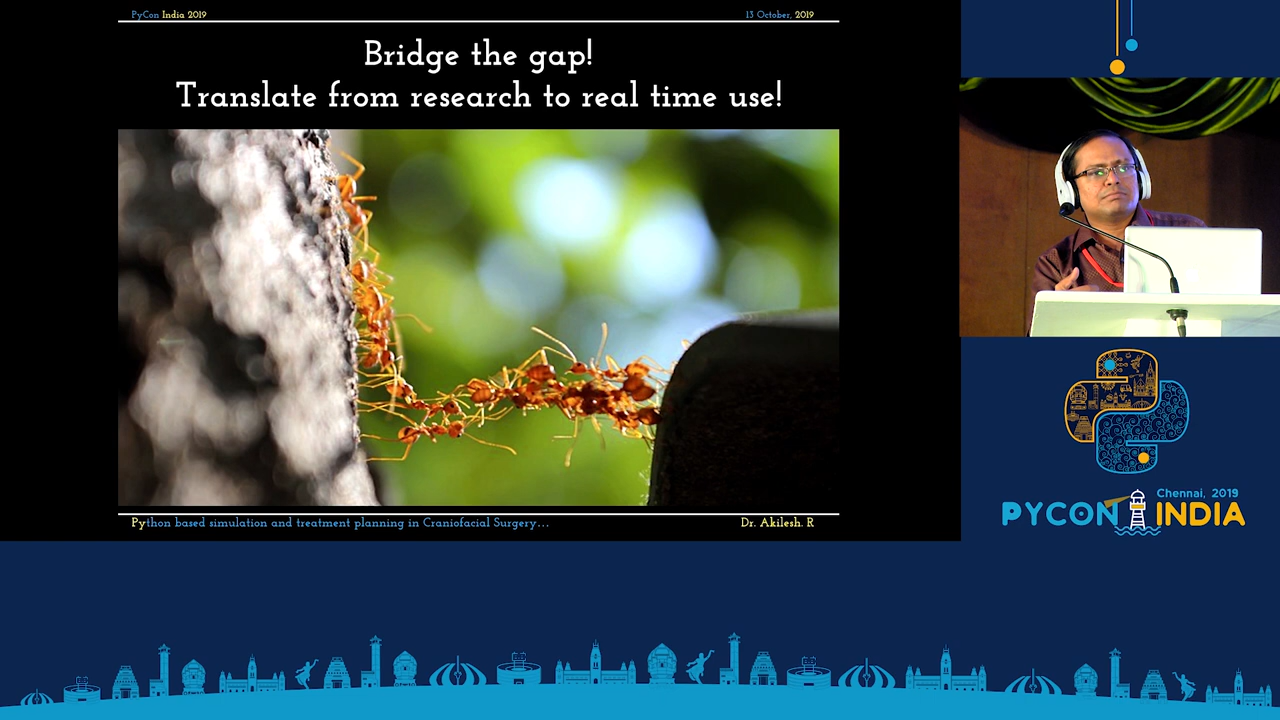 PyCon India 2019
13 October, 2019
Bridge the gap!
Translate from research to real time use!
Python based simulation and treatment planning in Craniofacial Surgery...
Dr. Akilesh. R
Chennai, 2019
PYCON INDIA